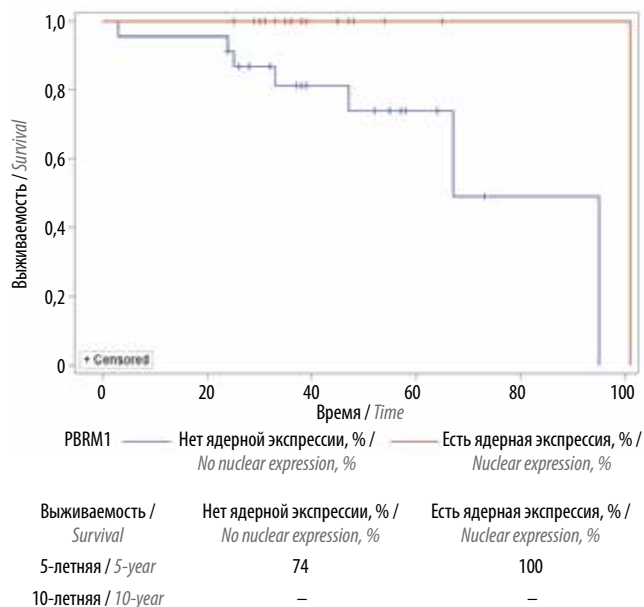 1,0
0,8
0,6
0,4
0,2
0
Выживаемость / Survival
+ Censored
0 20 40 60 80 100
Время / Time
PBRM1 Нет ядерной экспрессии, % / Есть ядерная экспрессия, % /
No nuclear expression, % Nuclear expression, %
Выживаемость / Нет ядерной экспрессии, % / Есть ядерная экспрессия, % /
Survival No nuclear expression, % Nuclear expression, %
5-летняя / 5-year 74 100
10-летняя / 10-year – –